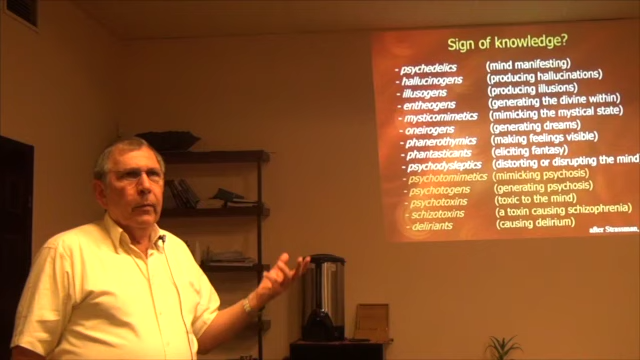 Sign of knowledge?
- psychedelics (mind manifesting)
- hallucinogens (producing hallucinations)
- illusogens (producing illusions)
- entheogens (generating the divine within)
- mysticomimetics (mimicking the mystical state)
- oneirogens (generating dreams)
- phanerothymics (making feelings visible)
- phantasticants (eliciting fantasy)
- psychodysleptics (distorting or disrupting the mind
- psychotomimetics (mimicking psychosis)
- psychotogens (generating psychosis)
- psychotoxins (toxic to the mind)
- schizotoxins (a toxin causing schizophrenia)
- deliriants (causing delirium)
after Strassman,